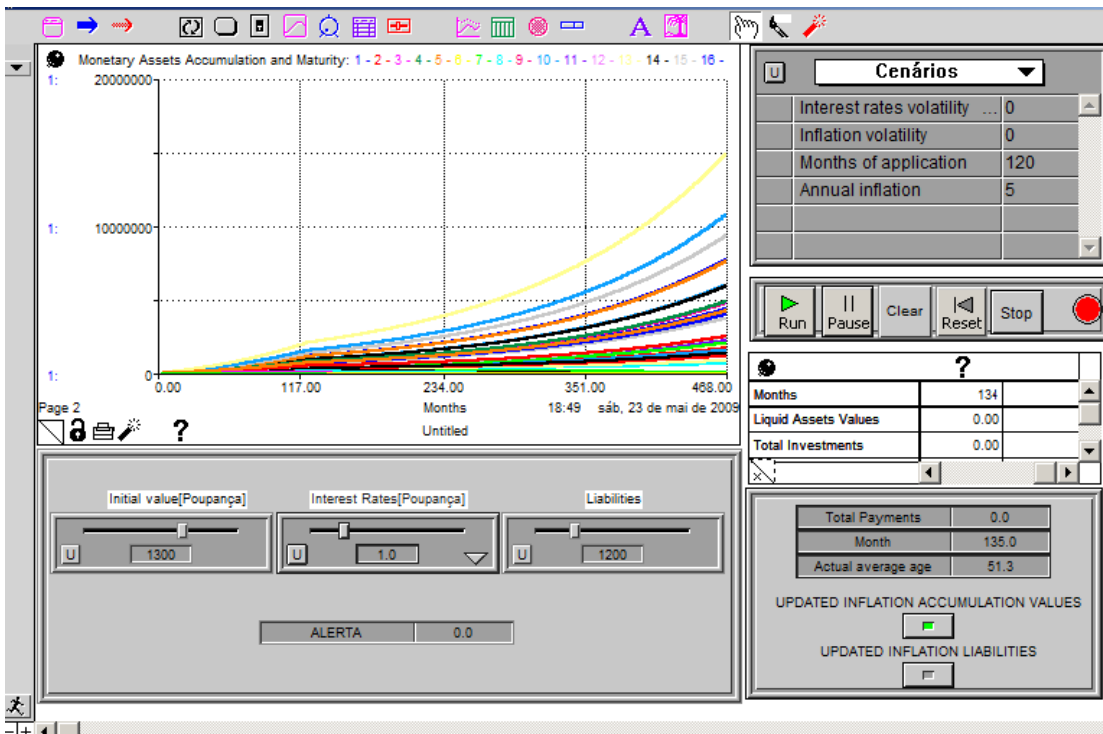 A
Monetary Assets Accumulation and Maturity: 1 - 2 - 3 - 4 - 5 - 6 - 7 - 8 - 9 - 10 - 11 - 12 - 13 - 14 - 15 - 16 -
1: 20000000
1: 10000000
1: 0
0.00 117.00 234.00 351.00 468.00
Page 2 Months 18:49 sáb, 23 de mai de 2009
? Untitled
U Cenários
Interest rates volatility ... 0
Inflation volatility 0
Months of application 120
Annual inflation 5
Run Pause Clear Reset Stop
?
Months 134
Liquid Assets Values 0.00
Total Investments 0.00
Initial value[Poupança] Interest Rates[Poupança] Liabilities
U 1300 U 1.0 U 1200
ALERTA 0.0
Total Payments 0.0
Month 135.0
Actual average age 51.3
UPDATED INFLATION ACCUMULATION VALUES
UPDATED INFLATION LIABILITIES